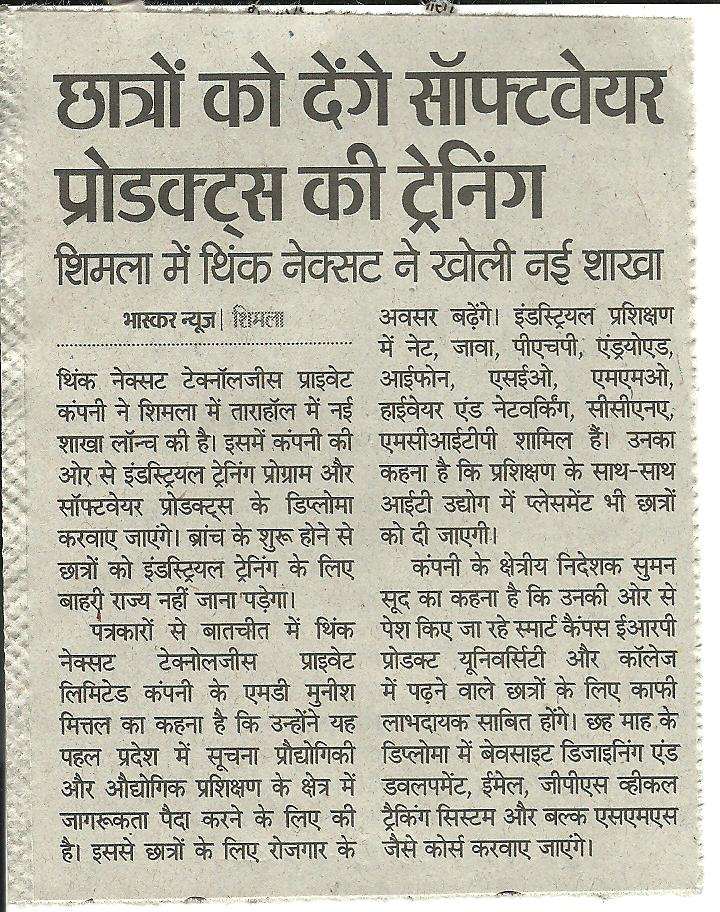 छात्रों को देंगे सॉफ्टवेयर
प्रोडक्ट्स की ट्रेनिंग
शिमला में थिंक नेक्सट ने खोली नई शाखा
भास्कर न्यूज | शिमला
थिंक नेक्सट टेक्नॉलजीस प्राइवेट
कंपनी ने शिमला में ताराहॉल में नई
शाखा लॉन्च की है। इसमें कंपनी की
ओर से इंडस्ट्रियल ट्रेनिंग प्रोग्राम और
सॉफ्टवेयर प्रोडक्ट्स के डिप्लोमा
करवाए जाएंगे। ब्रांच के शुरू होने से
छात्रों को इंडस्ट्रियल ट्रेनिंग के लिए
बाहरी राज्य नहीं जाना पड़ेगा।
पत्रकारों से बातचीत में थिंक
नेक्सट टेक्नोलजीस प्राइवेट
लिमिटेड कंपनी के एमडी मुनीश
मित्तल का कहना है कि उन्होंने यह
पहल प्रदेश में सूचना प्रौद्योगिकी
और औद्योगिक प्रशिक्षण के क्षेत्र में
जागरूकता पैदा करने के लिए की
है। इससे छात्रों के लिए रोजगार के
अवसर बढ़ेंगे। इंडस्ट्रियल प्रशिक्षण
में नेट, जावा, पीएचपी, एंड्रयोएड,
आईफोन, एसईओ, एमएमओ,
हाईवेयर एंड नेटवर्किंग, सीसीएनए,
एमसीआईटीपी शामिल हैं। उनका
कहना है कि प्रशिक्षण के साथ-साथ
आईटी उद्योग में प्लेसमेंट भी छात्रों
को दी जाएगी।
कंपनी के क्षेत्रीय निदेशक सुमन
सूद का कहना है कि उनकी ओर से
पेश किए जा रहे स्मार्ट कैंपस ईआरपी
प्रोडक्ट यूनिवर्सिटी और कॉलेज
में पढ़ने वाले छात्रों के लिए काफी
लाभदायक साबित होंगे। छह माह के
डिप्लोमा में बेवसाइट डिजाइनिंग एंड
डवलपमेंट, ईमेल, जीपीएस व्हीकल
ट्रैकिंग सिस्टम और बल्क एसएमएस
जैसे कोर्स करवाए जाएंगे।